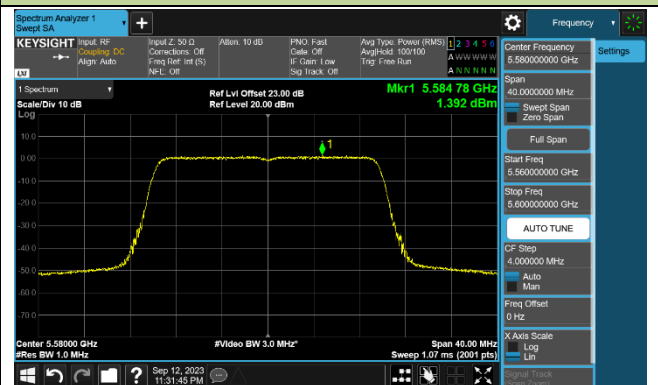 Spectrum Analyzer 1
Swept SA
Frequency
KEYSIGHT
Input: RF
Coupling: DC
Align: Auto
Input Z: 50 Ω
Corrections: Off
Freq Ref: Int (S)
NFE: Off
Atten: 10 dB
PNO: Fast
Gate: Off
IF Gain: Low
Sig Track: Off
Avg Type: Power (RMS)
Avg|Hold: 100/100
Trig: Free Run
1 2 3 4 5 6
A W W W W W
A N N N N N
LXI
1 Spectrum
Scale/Div 10 dB
Log
Ref Lvl Offset 23.00 dB
Ref Level 20.00 dBm
Mkr1 5.584 78 GHz
1.392 dBm
1
10.0
0.00
-10.0
-20.0
-30.0
-40.0
-50.0
-60.0
-70.0
Center 5.58000 GHz
#Res BW 1.0 MHz
#Video BW 3.0 MHz*
Span 40.00 MHz
Sweep 1.07 ms (2001 pts)
Center Frequency
5.580000000 GHz
Settings
Span
40.0000000 MHz
Swept Span
Zero Span
Full Span
Start Freq
5.560000000 GHz
Stop Freq
5.600000000 GHz
AUTO TUNE
CF Step
4.000000 MHz
Auto
Man
Freq Offset
0 Hz
X Axis Scale
Log
Lin
Signal Track
(Span Zoom)
Sep 12, 2023
11:31:45 PM